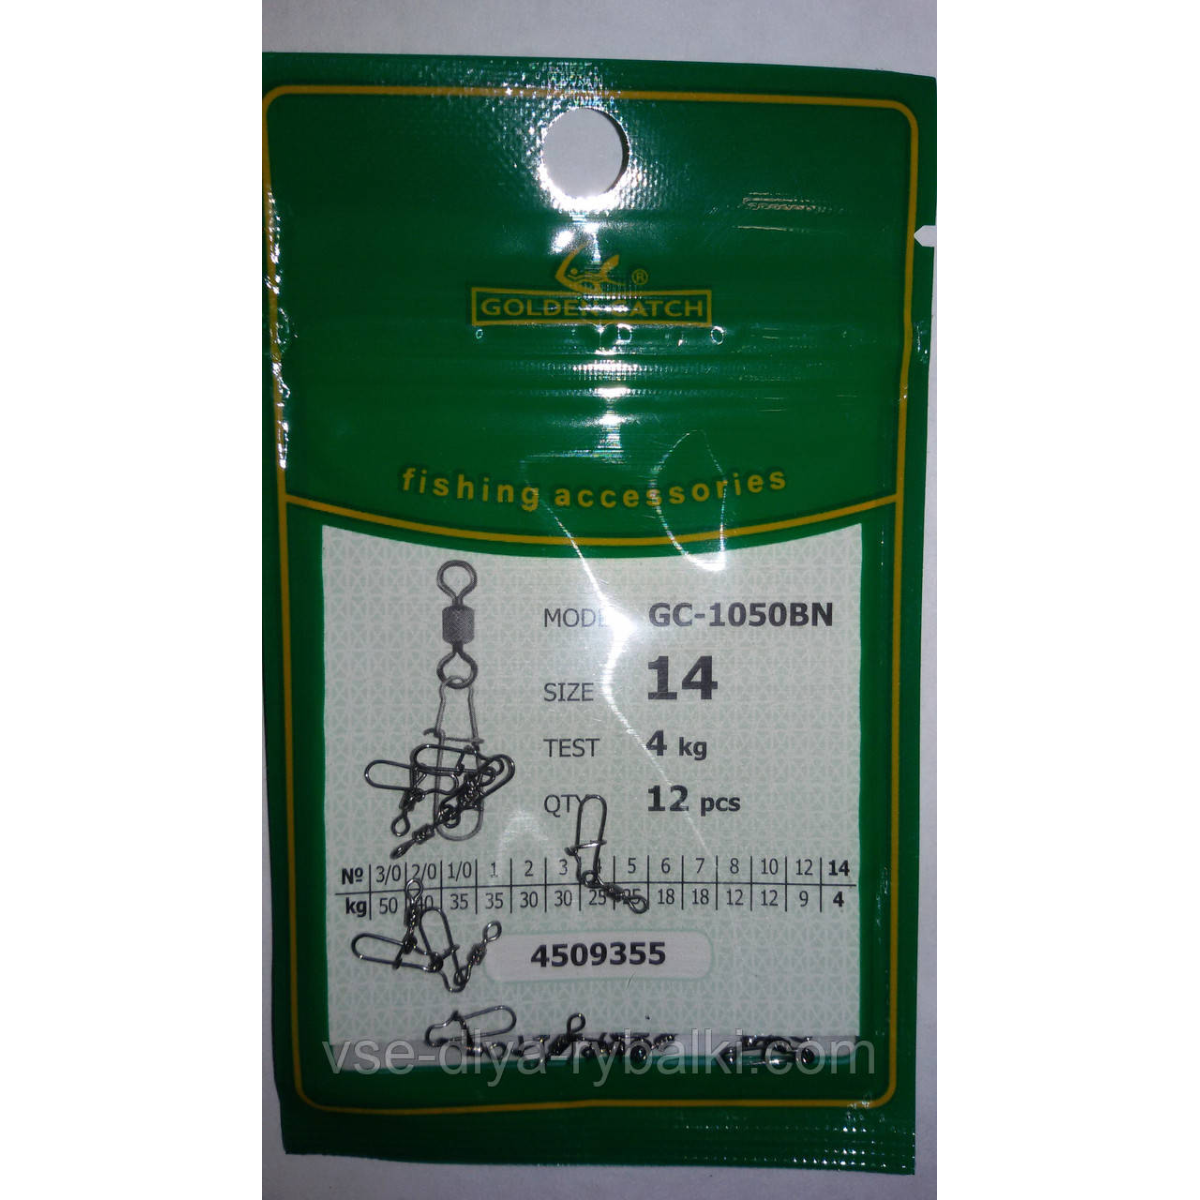 ®
GOLDEN CATCH
fishing accessories
GC-1050BN
SIZE 14
TEST 4 kg
QTY 12 pcs
№ 3/0 2/0 1/0 1 2 3 5 6 7 8 10 12 14
kg 50 40 35 35 30 30 25 25 18 18 12 12 9 4
4509355
vse-dlya-rybalki.com